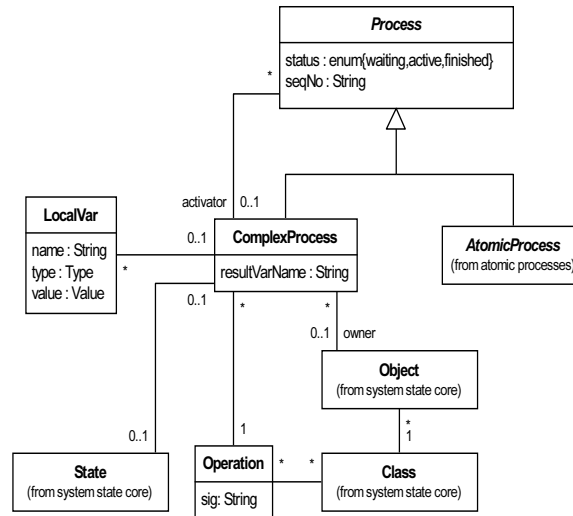 Process
status : enum{waiting,active,finished}
seqNo : String
*
activator
0..1
LocalVar
name : String
type : Type
value : Value
0..1
*
ComplexProcess
resultVarName : String
AtomicProcess
(from atomic processes)
0..1
*
*
0..1
owner
Object
(from system state core)
*
1
0..1
1
State
(from system state core)
Operation
sig: String
*
*
Class
(from system state core)